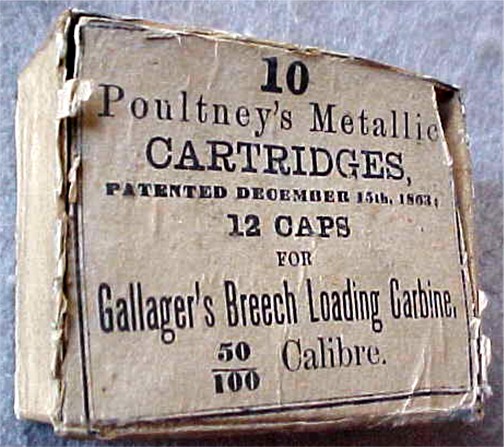 10
Poultney's Metallic
CARTRIDGES,
PATENTED DECEMBER 15th, 1863;
12 CAPS
FOR
Gallager's Breech Loading Carbine,
50/100 Calibre.